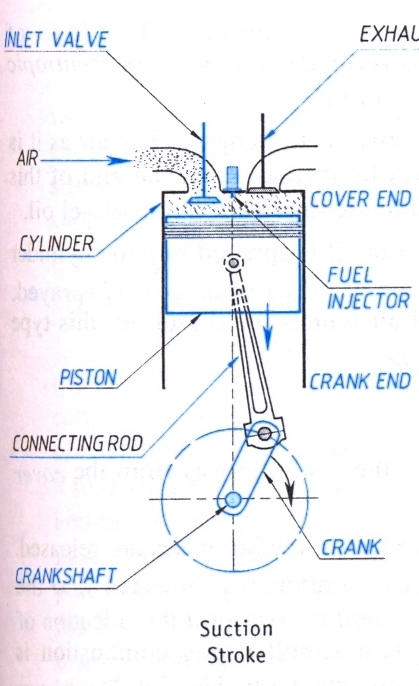 INLET VALVE
EXHAU
AIR
COVER END
CYLINDER
FUEL
INJECTOR
PISTON
CRANK END
CONNECTING ROD
CRANK
CRANKSHAFT
Suction
Stroke